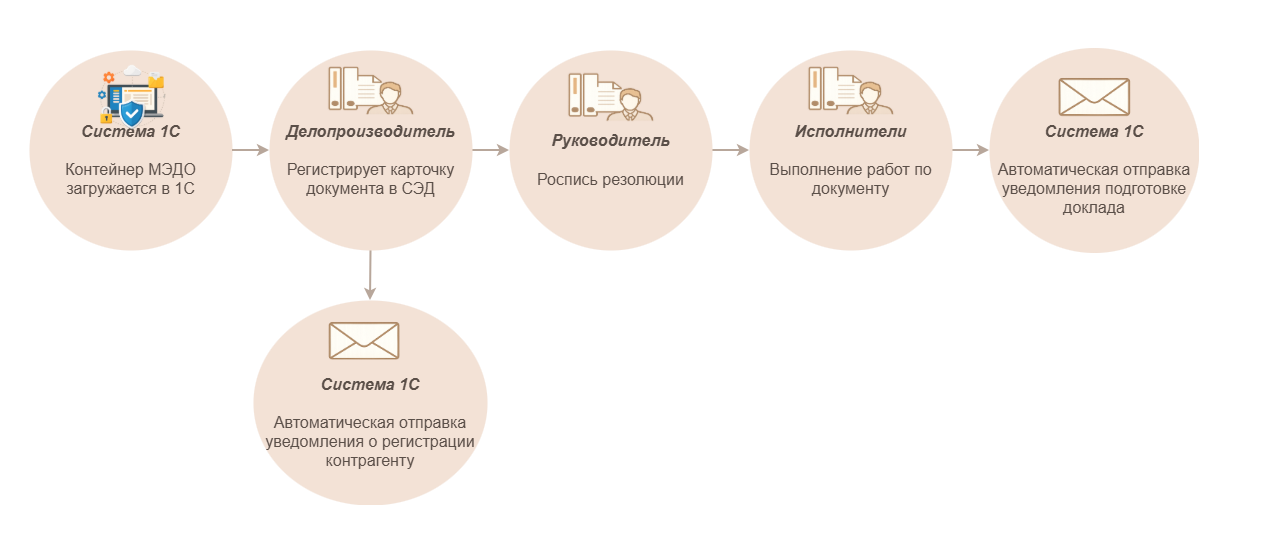 Система 1С
Контейнер МЭДО
загружается в 1С
Делопроизводитель
Регистрирует карточку
документа в СЭД
Руководитель
Роспись резолюции
Исполнители
Выполнение работ по
документу
Система 1С
Автоматическая отправка
уведомления подготовке
доклада
Система 1С
Автоматическая отправка
уведомления о регистрации
контрагенту